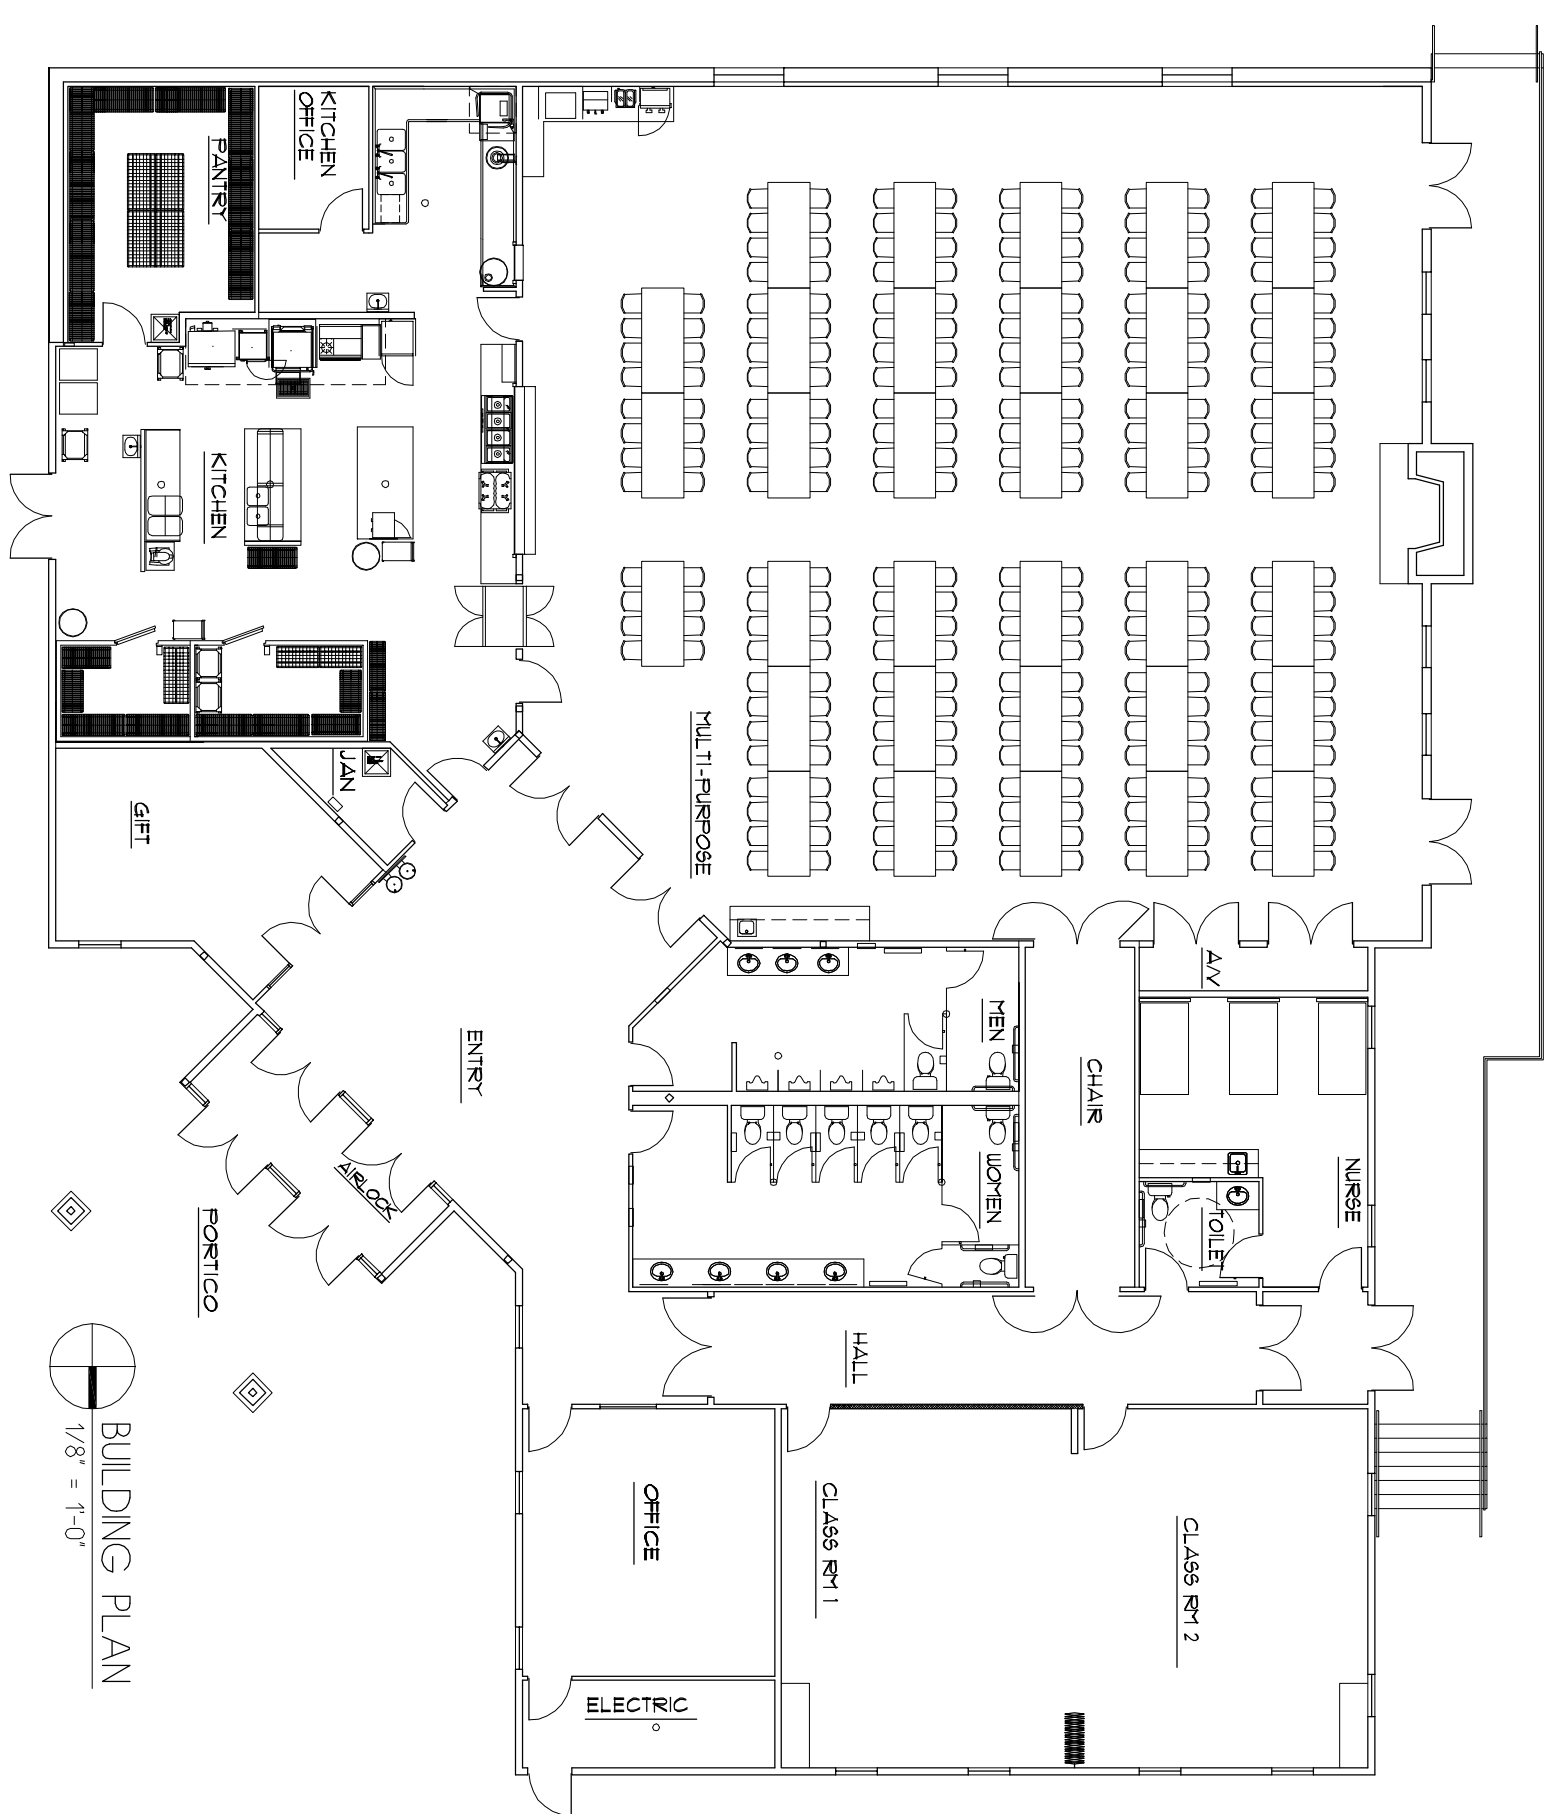 KITCHEN
OFFICE
PANTRY
KITCHEN
MULTI-PURPOSE
JAN
GIFT
A/V
MEN
ENTRY
CHAIR
WOMEN
NURSE
TOILET
AIRLOCK
PORTICO
HALL
BUILDING PLAN
1/8" = 1'-0"
OFFICE
CLASS RM 1
CLASS RM 2
ELECTRIC